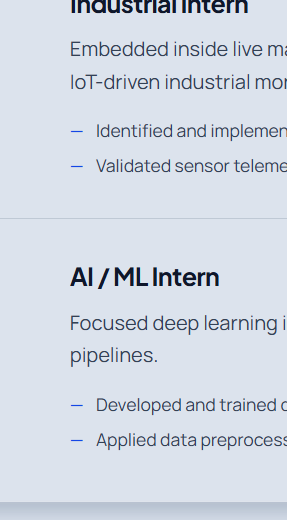 Industrial Intern
Embedded inside live
IoT-driven industrial
— Identified and
— Validated sensor
AI / ML Intern
Focused deep learning
pipelines.
— Developed and trained
— Applied data